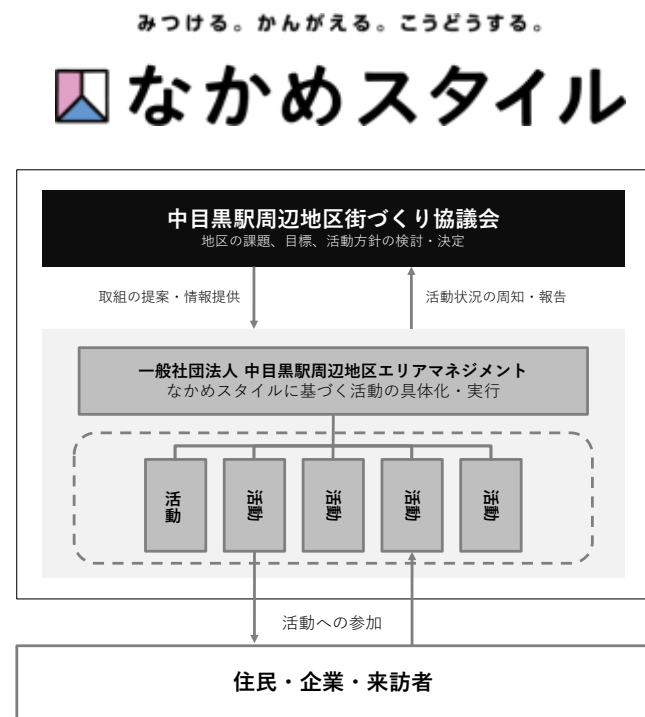 みつける。かんがえる。こうどうする。
なかめスタイル
中目黒駅周辺地区街づくり協議会
地区の課題、目標、活動方針の検討・決定
取組の提案・情報提供
活動状況の周知・報告
一般社団法人 中目黒駅周辺地区エリアマネジメント
なかめスタイルに基づく活動の具体化・実行
活動
活動
活動
活動
活動
活動への参加
住民・企業・来訪者